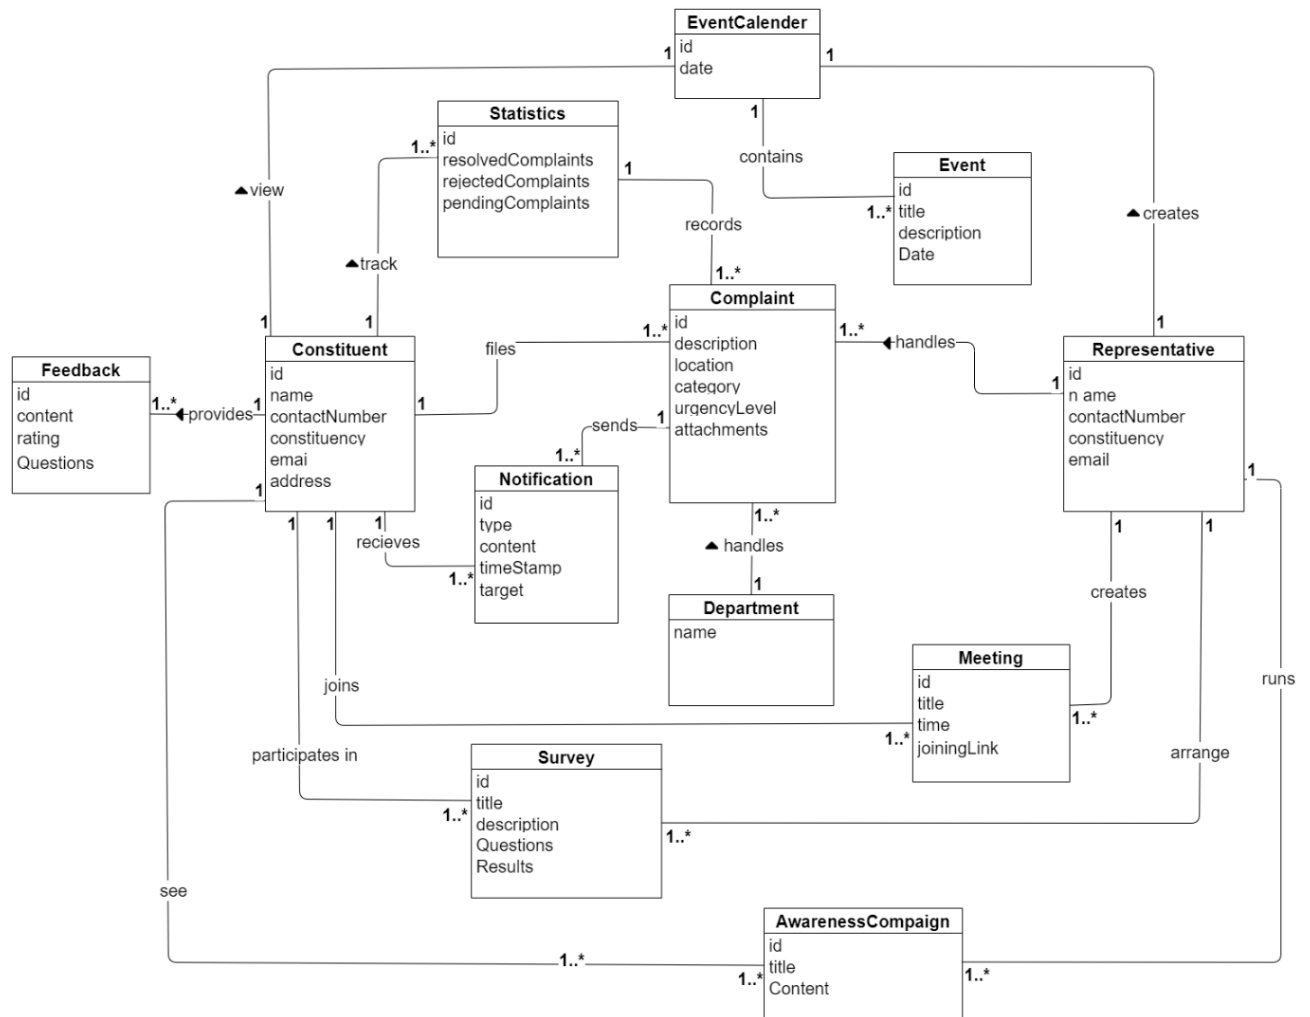 EventCalender
id
date
1
1
1
contains
Statistics
id
resolvedComplaints
rejectedComplaints
pendingComplaints
1..*
1
Event
id
title
description
Date
1..*
view
track
records
creates
1
1
1..*
1
Complaint
id
description
location
category
urgencyLevel
attachments
1..*
1..*
1
1..*
files
handles
Constituent
id
name
contactNumber
constituency
emai
address
1
1
1
1
1
1
Representative
id
n ame
contactNumber
constituency
email
1
1
1
1
Feedback
id
content
rating
Questions
1..*
provides
sends
1..*
Notification
id
type
content
timeStamp
target
recieves
1..*
handles
1
Department
name
creates
Meeting
id
title
time
joiningLink
1..*
1..*
joins
runs
participates in
arrange
Survey
id
title
description
Questions
Results
1..*
1..*
see
AwarenessCompaign
id
title
Content
1..*
1..*
1..*